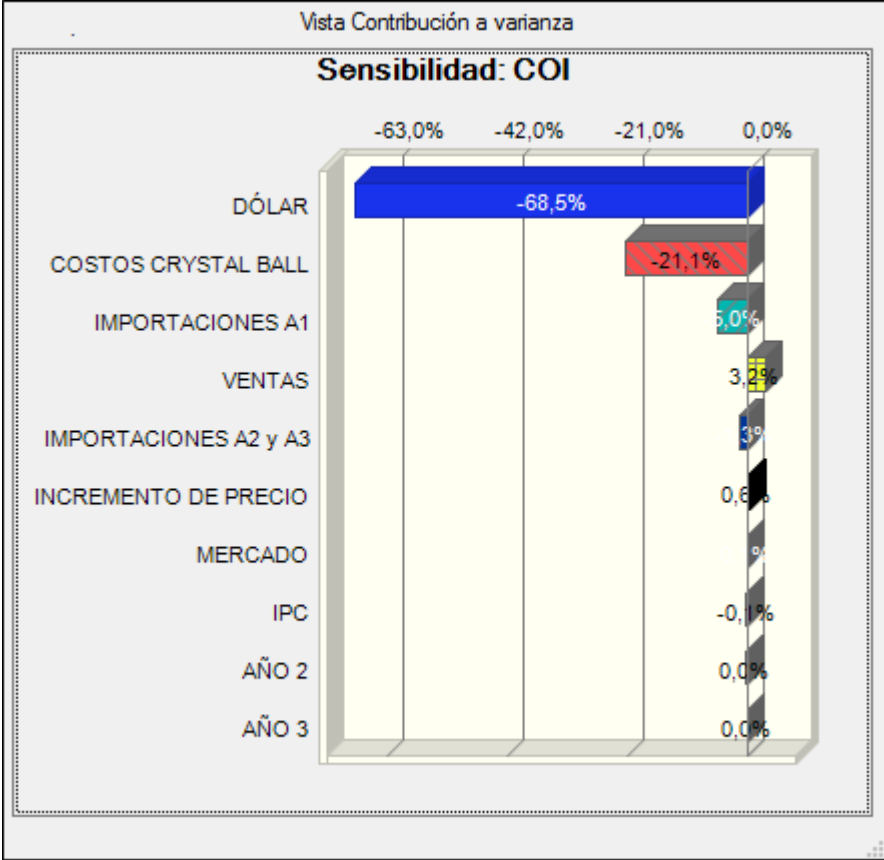 Vista Contribución a varianza
Sensibilidad: COI
-63,0% -42,0% -21,0% 0,0%
DÓLAR -68,5%
COSTOS CRYSTAL BALL -21,1%
IMPORTACIONES A1 5,0%
VENTAS 3,2%
IMPORTACIONES A2 y A3
INCREMENTO DE PRECIO 0,6%
MERCADO %
IPC -0,1%
AÑO 2 0,0%
AÑO 3 0,0%